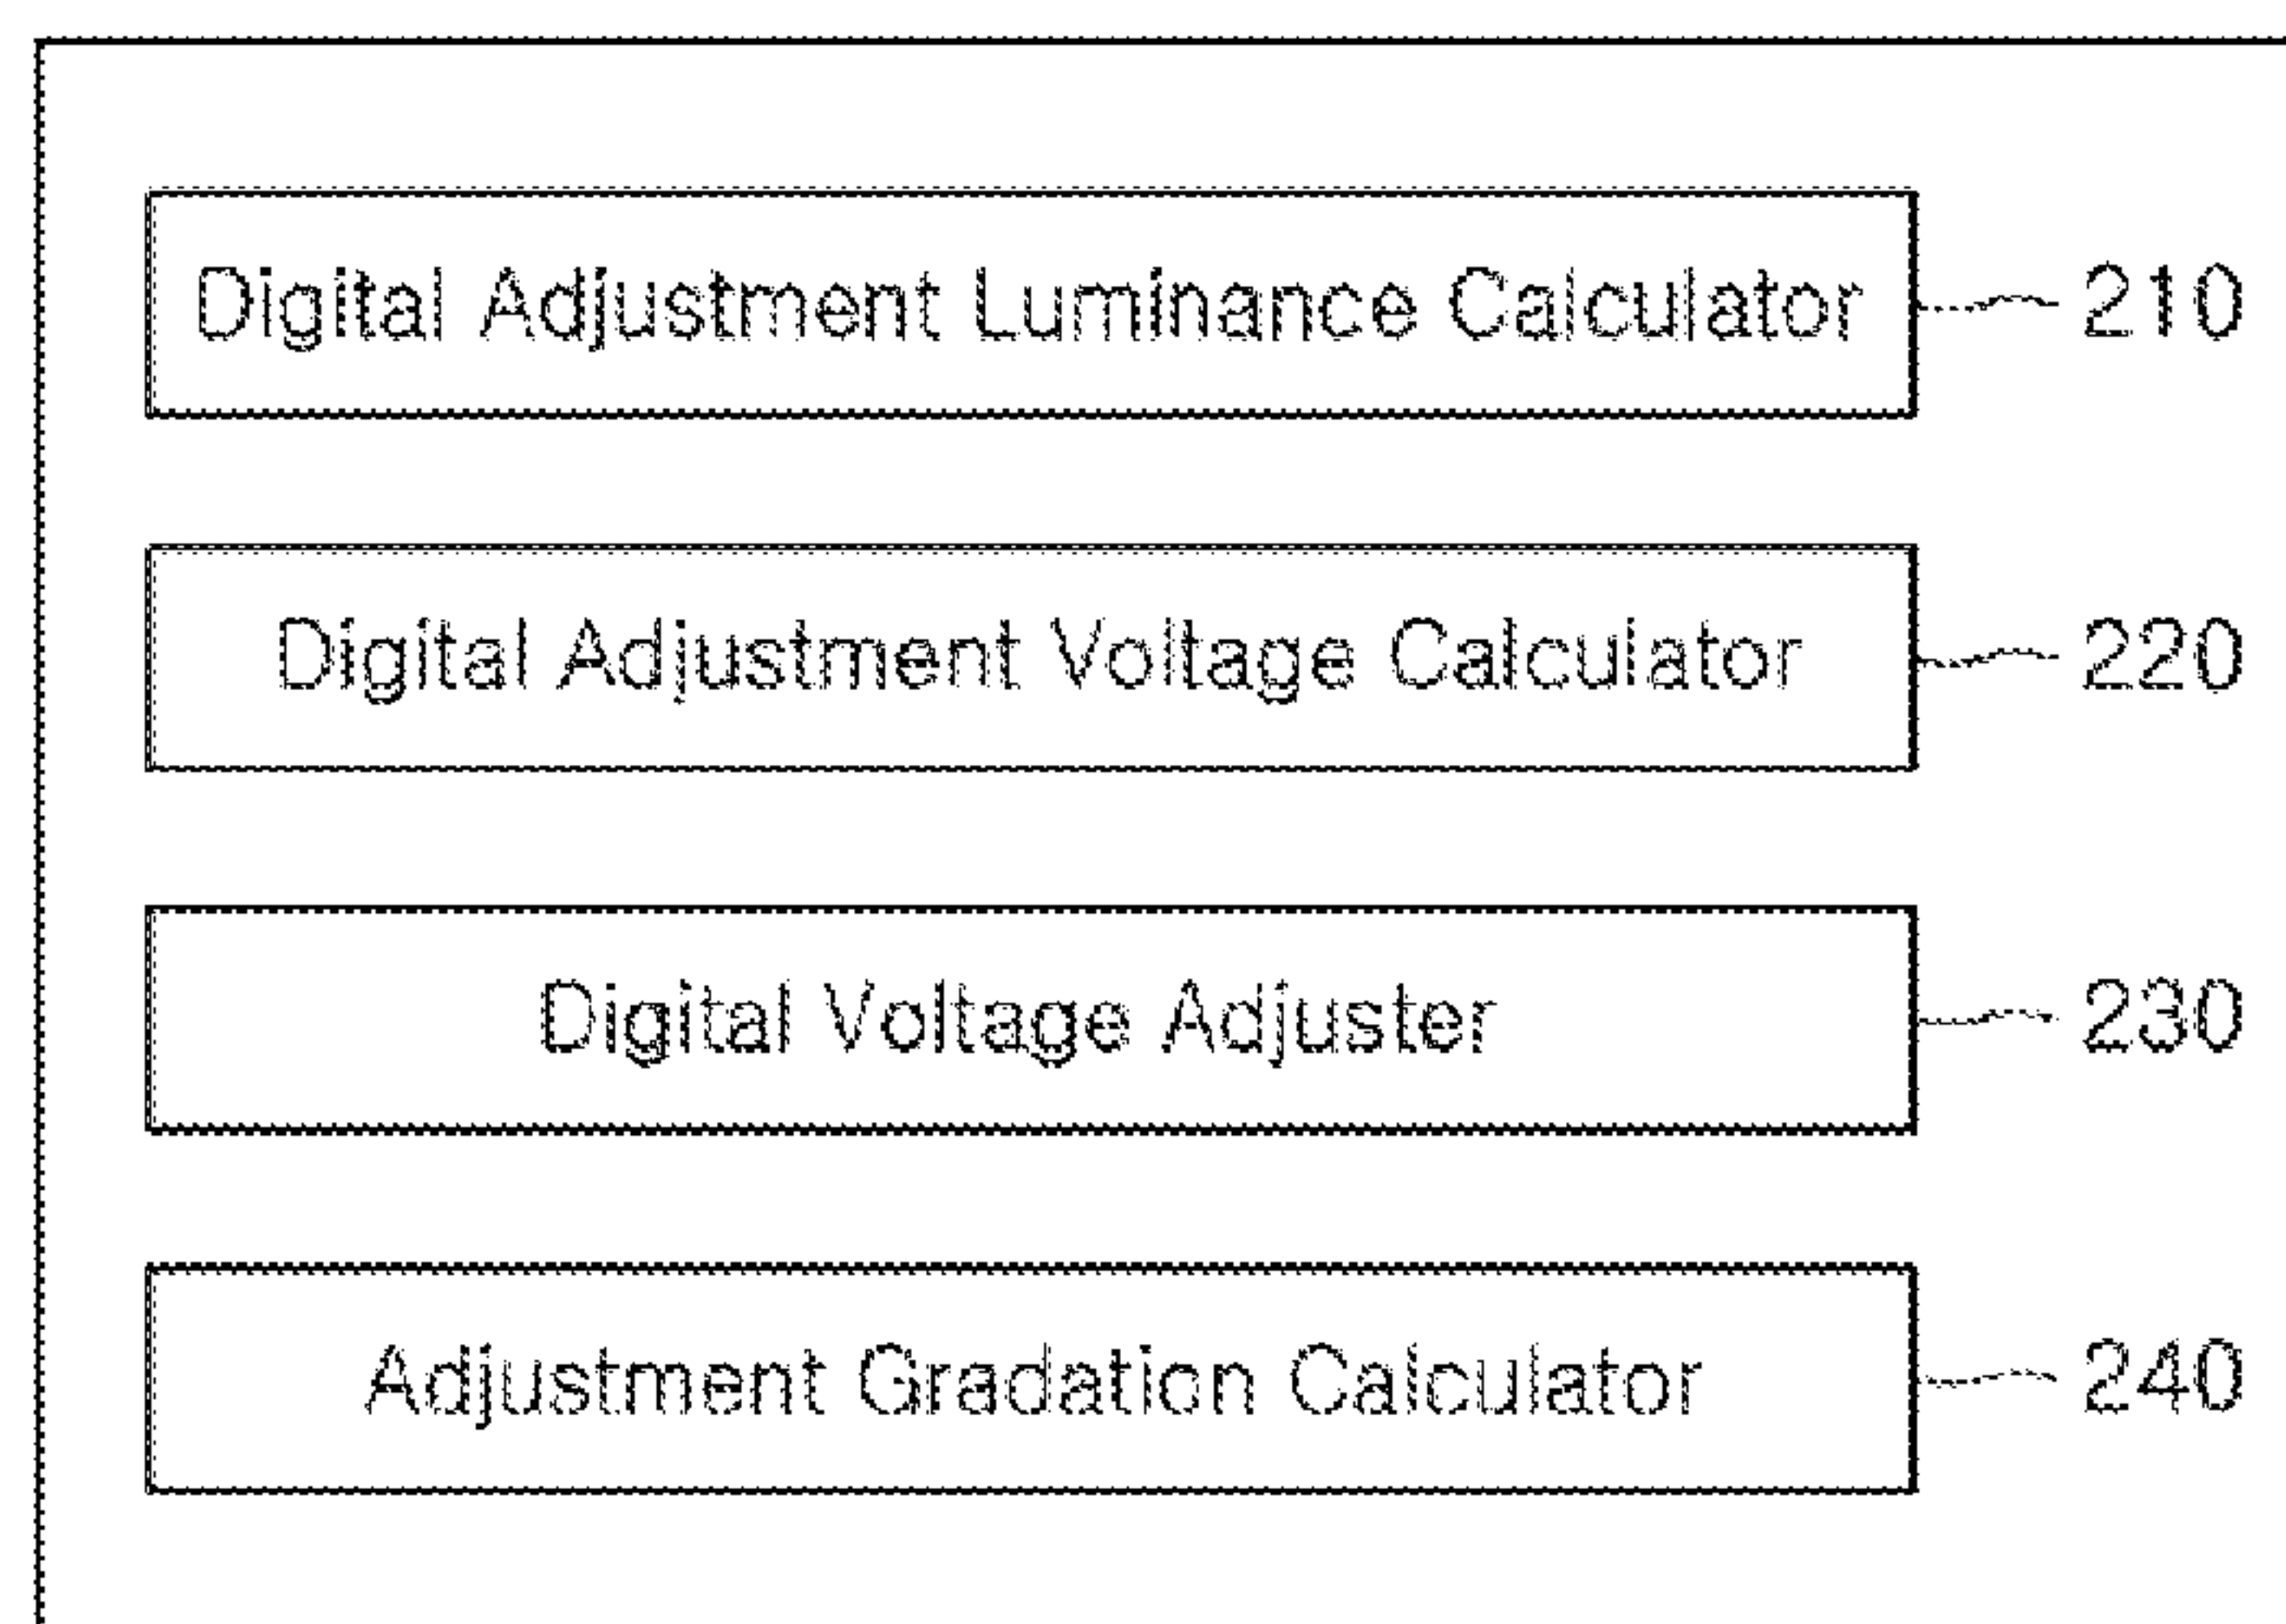 Digital Adjustment Luminance Calculator 210
Digital Adjustment Voltage Calculator 220
Digital Voltage Adjuster 230
Adjustment Gradation Calculator 240